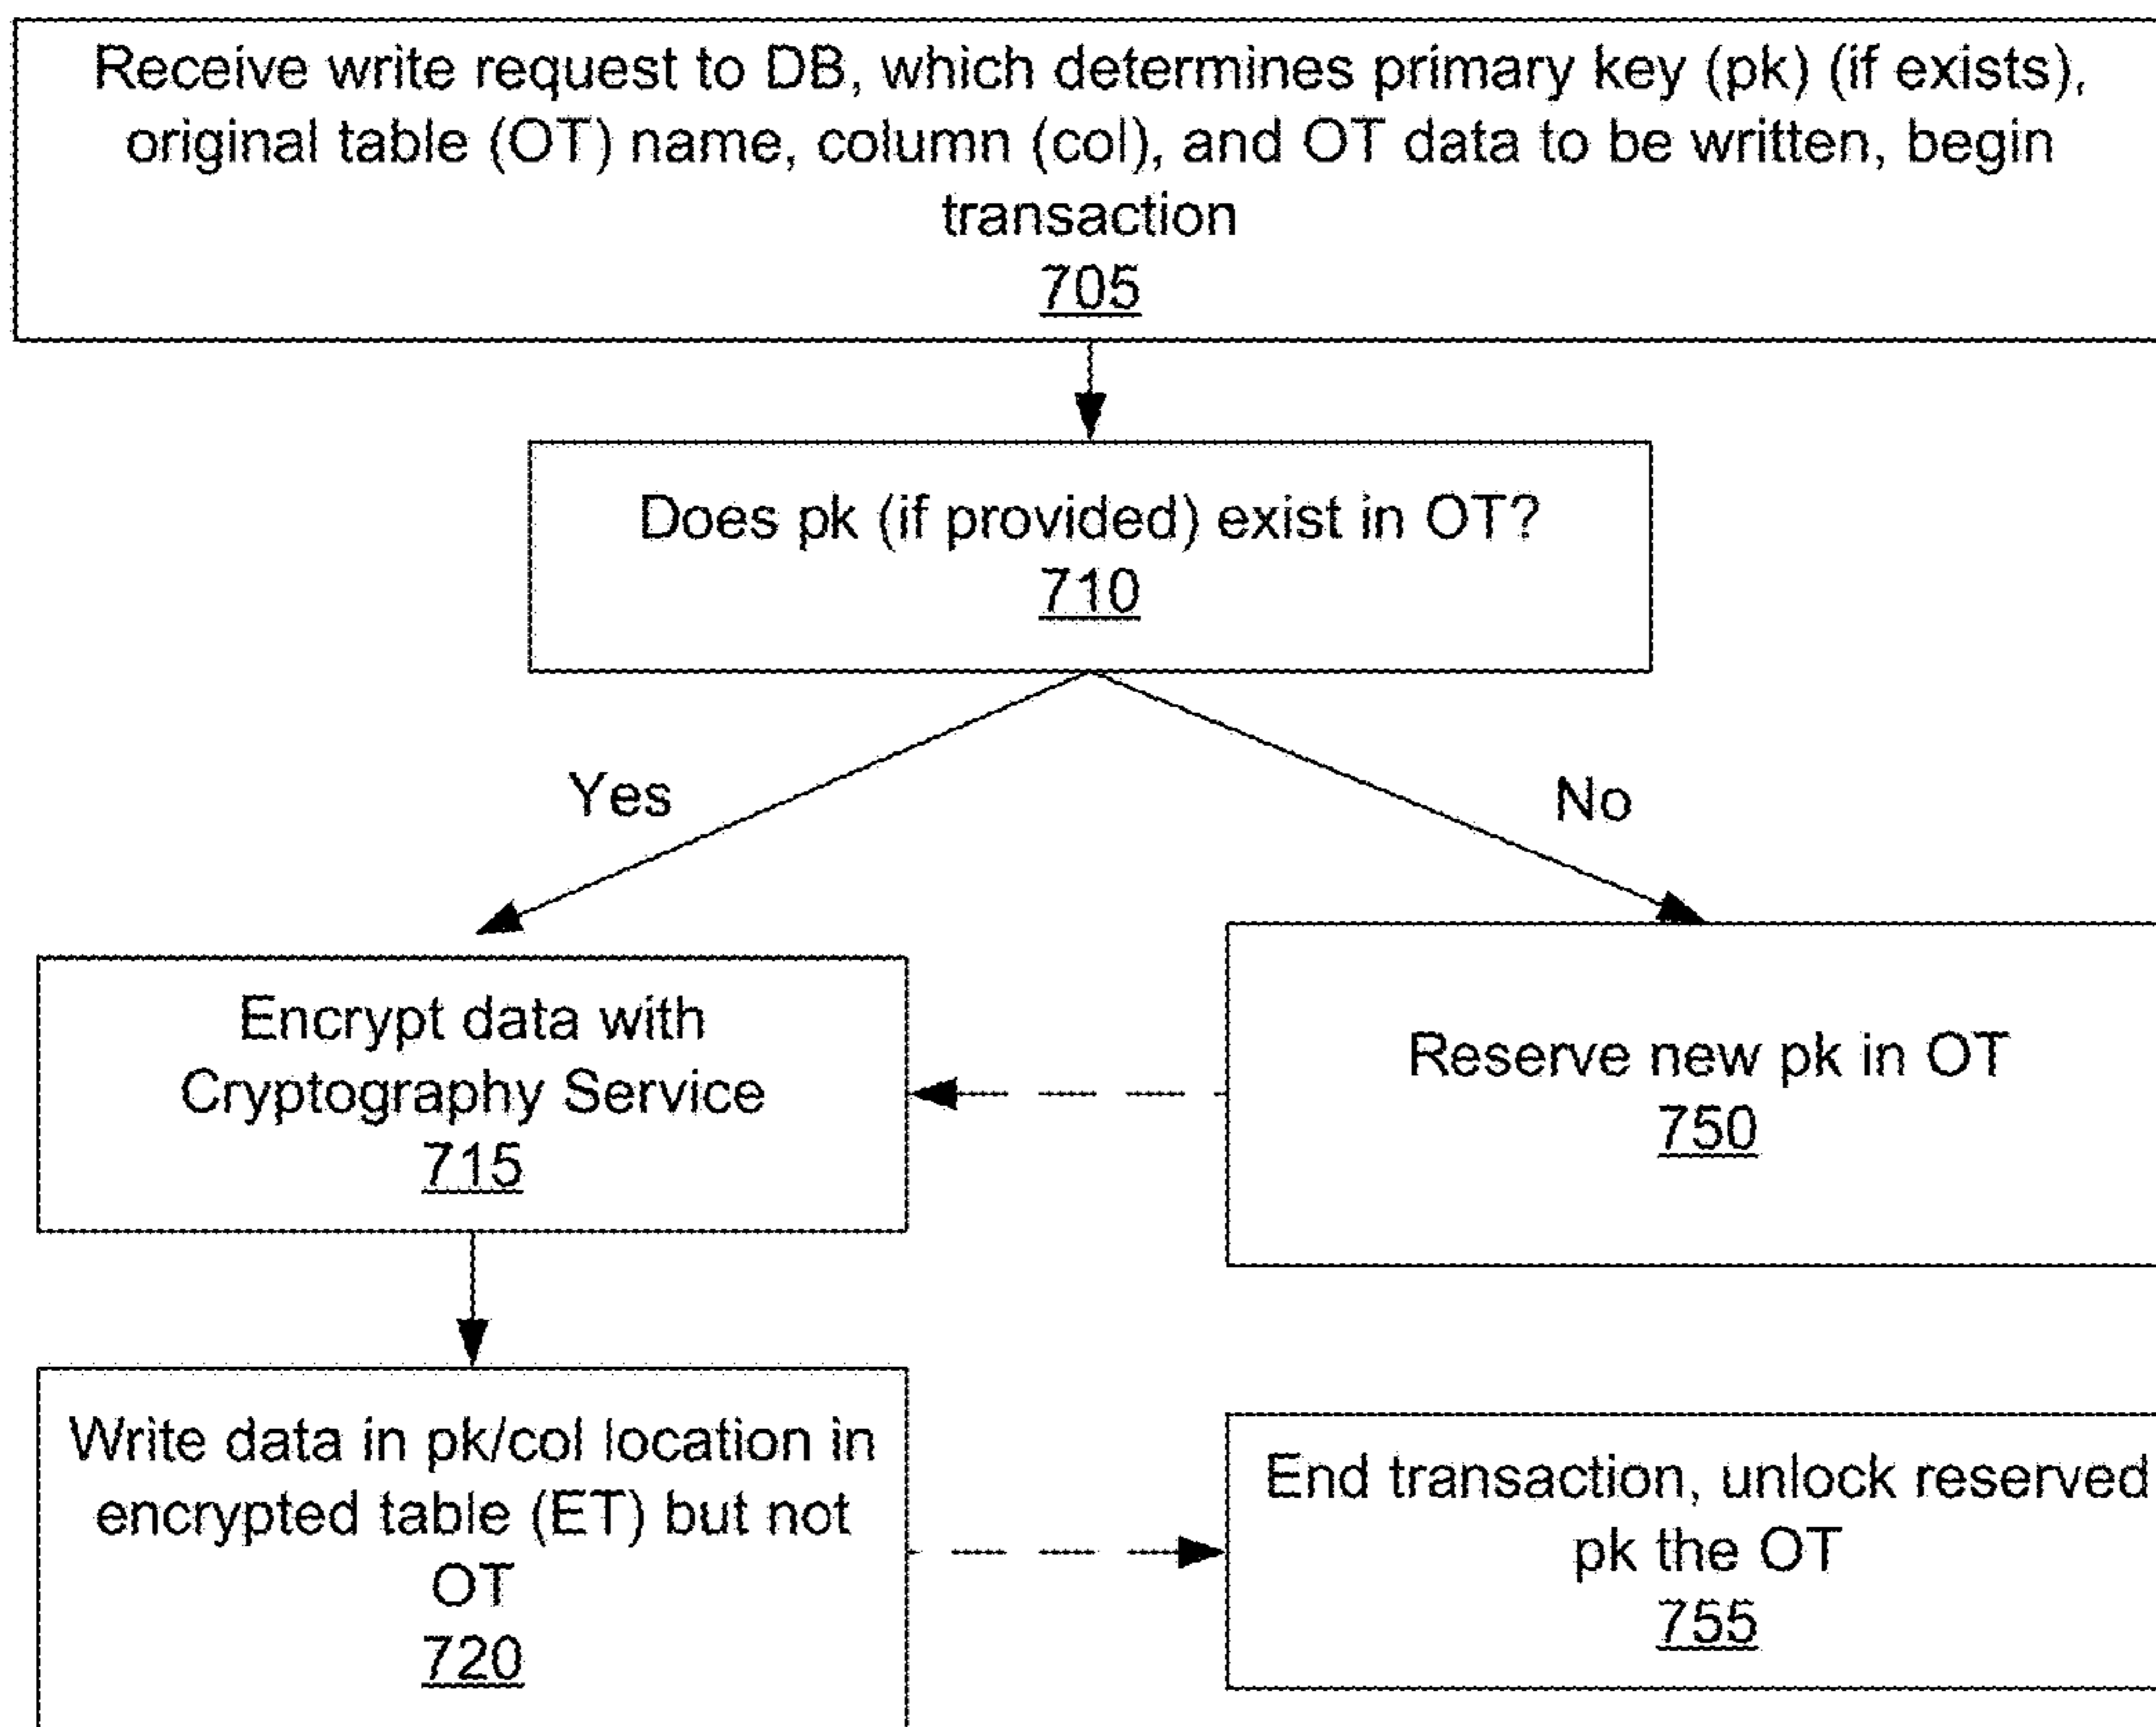 Receive write request to DB, which determines primary key (pk) (if exists),
original table (OT) name, column (col), and OT data to be written, begin
transaction
705
Does pk (if provided) exist in OT?
710
Yes
No
Encrypt data with
Cryptography Service
715
Reserve new pk in OT
750
Write data in pk/col location in
encrypted table (ET) but not
OT
720
End transaction, unlock reserved
pk the OT
755